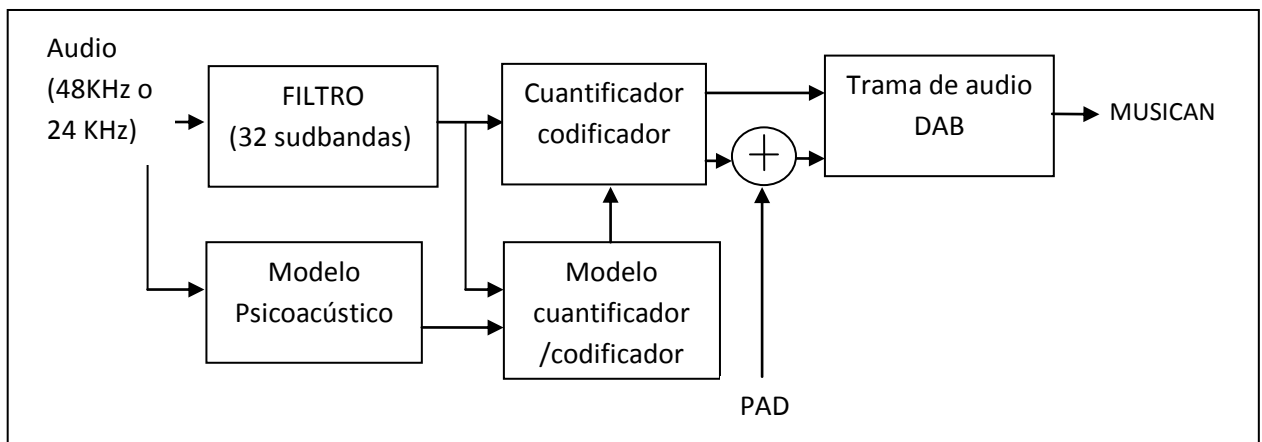 Audio
(48KHz o
24 KHz)
FILTRO
(32 sudbandas)
Cuantificador
codificador
Trama de audio
DAB
MUSICAN
Modelo
Psicoacústico
Modelo
cuantificador
/codificador
PAD